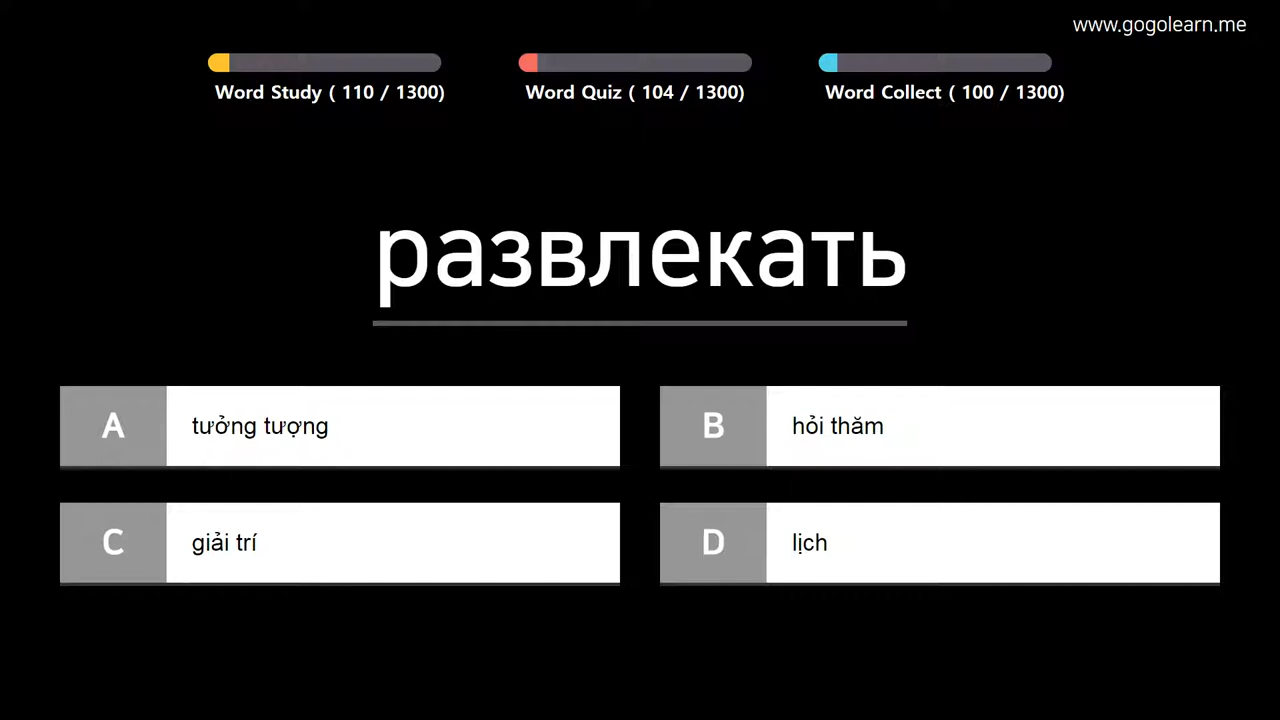 www.gogolearn.me
Word Study ( 110 / 1300)
Word Quiz ( 104 / 1300)
Word Collect ( 100 / 1300)
развлекать
A
tưởng tượng
B
hỏi thăm
C
giải trí
D
lịch